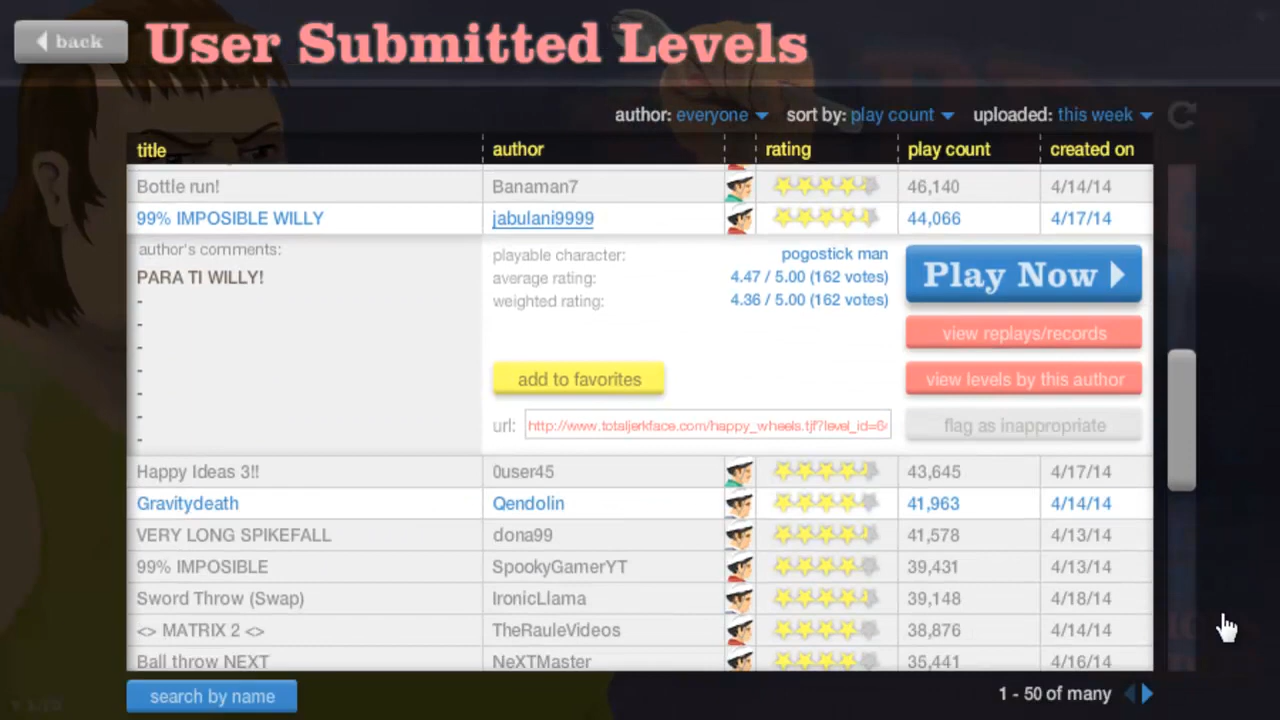 back
User Submitted Levels
author: everyone sort by: play count uploaded: this week
title author rating play count created on
Bottle run! Banaman7 46,140 4/14/14
99% IMPOSIBLE WILLY jabulani9999 44,066 4/17/14
author's comments:
PARA TI WILLY!
-
-
-
-
-
-
-
playable character: pogostick man
average rating: 4.47 / 5.00 (162 votes)
weighted rating: 4.36 / 5.00 (162 votes)
add to favorites
url: http://www.totaljerkface.com/happy_wheels.tjf?level_id=6
Play Now
view replays/records
view levels by this author
flag as inappropriate
Happy Ideas 3!! 0user45 43,645 4/17/14
Gravitydeath Qendolin 41,963 4/14/14
VERY LONG SPIKEFALL dona99 41,578 4/13/14
99% IMPOSIBLE SpookyGamerYT 39,431 4/13/14
Sword Throw (Swap) IronicLlama 39,148 4/18/14
<> MATRIX 2 <> TheRauleVideos 38,876 4/14/14
Ball throw NEXT NeXTMaster 35,441 4/16/14
search by name
1 - 50 of many